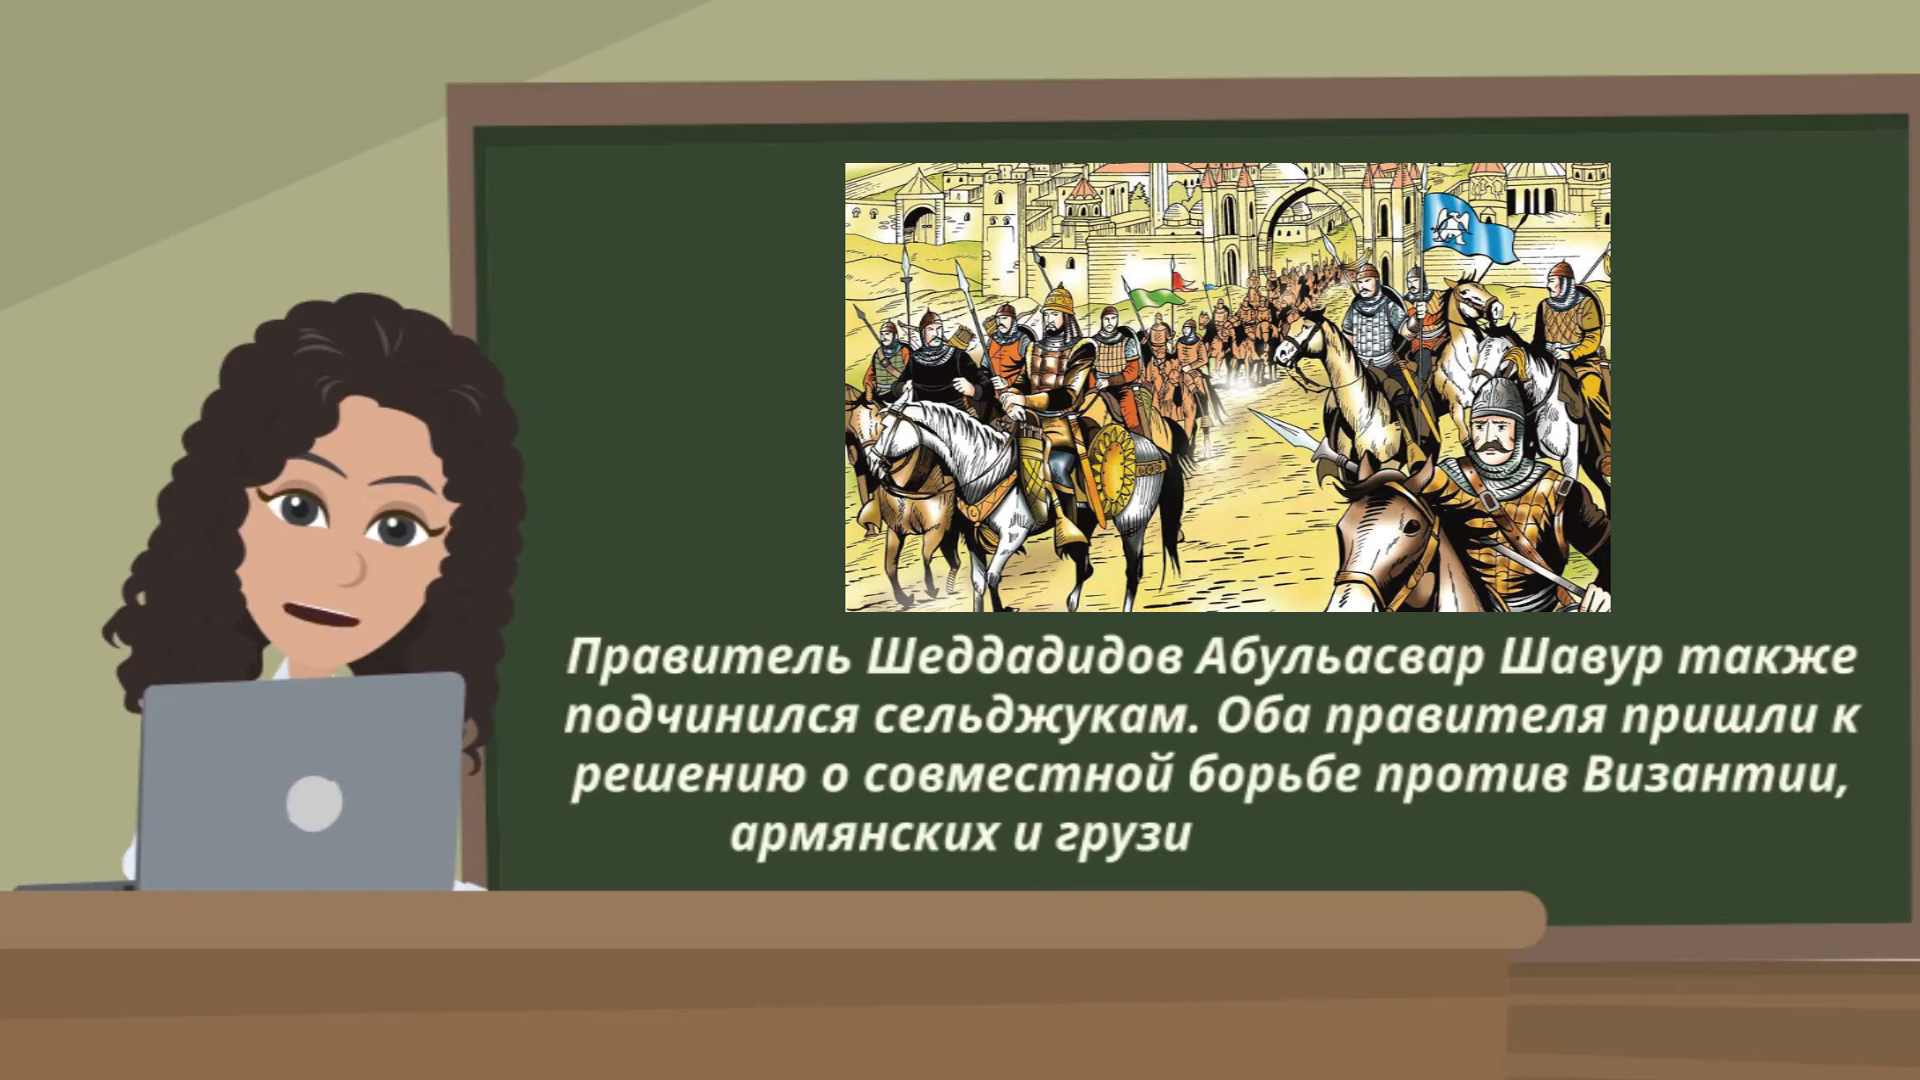 Правитель Шеддадидов Абульасвар Шавур также
подчинился сельджукам. Оба правителя пришли к
решению о совместной борьбе против Византии,
армянских и грузи